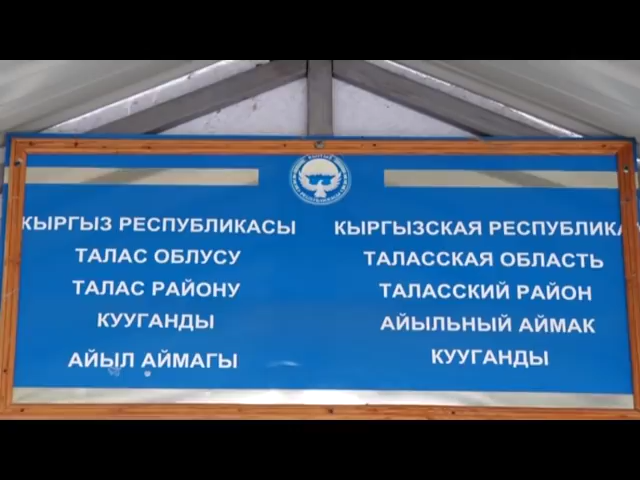 КЫРГЫЗ РЕСПУБЛИКАСЫ
ТАЛАС ОБЛУСУ
ТАЛАС РАЙОНУ
КУУГАНДЫ
АЙЫЛ АЙМАГЫ
КЫРГЫЗСКАЯ РЕСПУБЛИКА
ТАЛАССКАЯ ОБЛАСТЬ
ТАЛАССКИЙ РАЙОН
АЙЫЛЬНЫЙ АЙМАК
КУУГАНДЫ